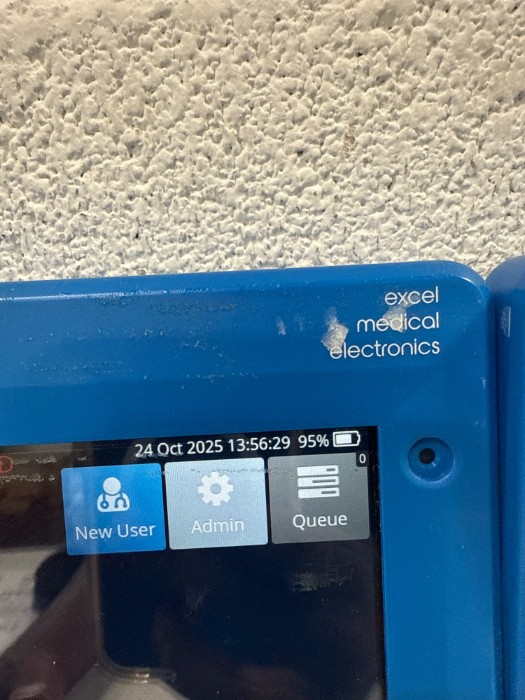 excel
medical
electronics
24 Oct 2025 13:56:29 95%
0
New User
Admin
Queue